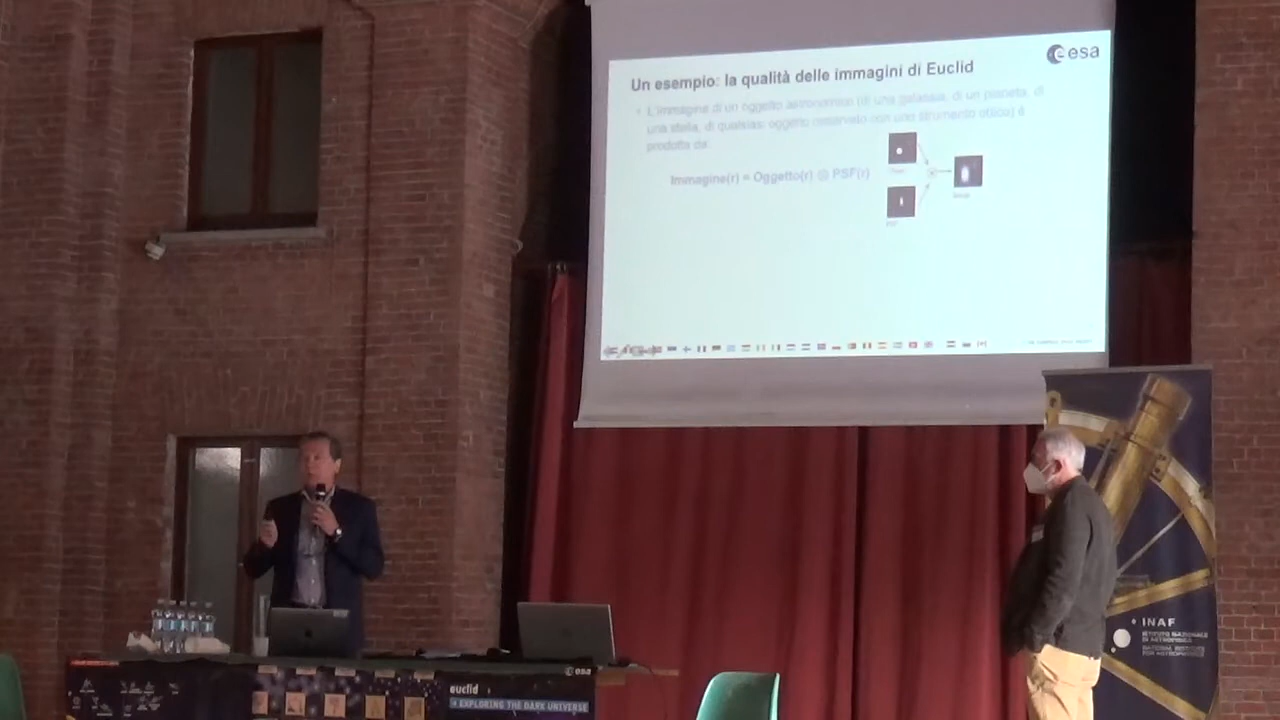 esa
Un esempio: la qualità delle immagini di Euclid
• L'immagine di un oggetto astronomico (di una galassia, di un pianeta, di
una stella, di qualsiasi oggetto osservato con uno strumento ottico) è
prodotta da:
Immagine(r) = Oggetto(r) @ PSF(r)
INAF
ISTITUTO NAZIONALE
DI ASTROFISICA
NATIONAL INSTITUTE
FOR ASTROPHYSICS
esa
euclid
EXPLORING THE DARK UNIVERSE